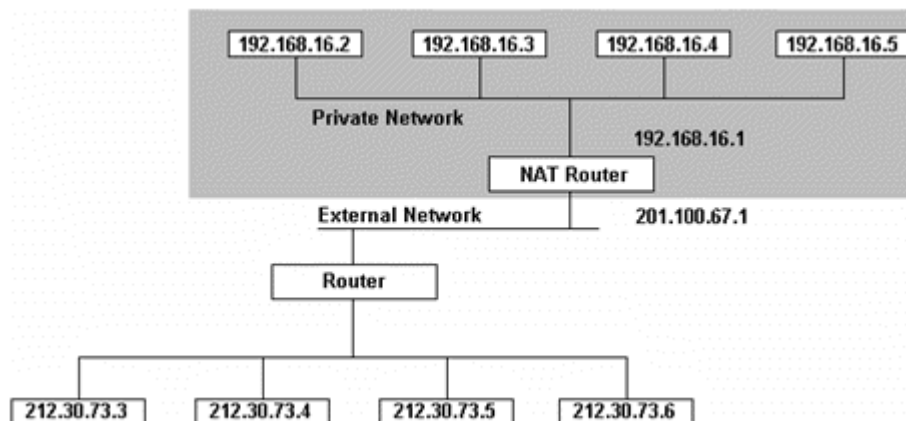 192.168.16.2 192.168.16.3 192.168.16.4 192.168.16.5
Private Network
192.168.16.1
NAT Router
External Network
201.100.67.1
Router
212.30.73.3 212.30.73.4 212.30.73.5 212.30.73.6